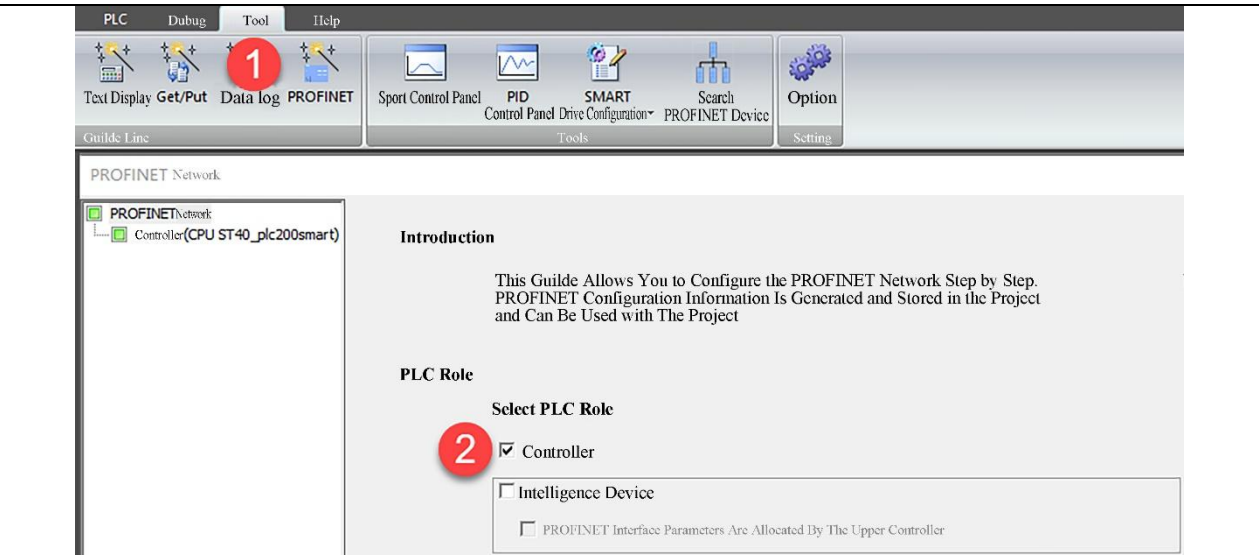 PLC Dubug Tool Help
1
Text Display Get/Put Data log PROFINET Sport Control Panel PID SMART Search Option
Control Panel Drive Configuration PROFINET Device
Guilde Line Tools Setting
PROFINET Network
PROFINETNetwork
Controller(CPU ST40_plc200smart)
Introduction
This Guilde Allows You to Configure the PROFINET Network Step by Step.
PROFINET Configuration Information Is Generated and Stored in the Project
and Can Be Used with The Project
PLC Role
Select PLC Role
2 Controller
Intelligence Device
PROFINET Interface Parameters Are Allocated By The Upper Controller